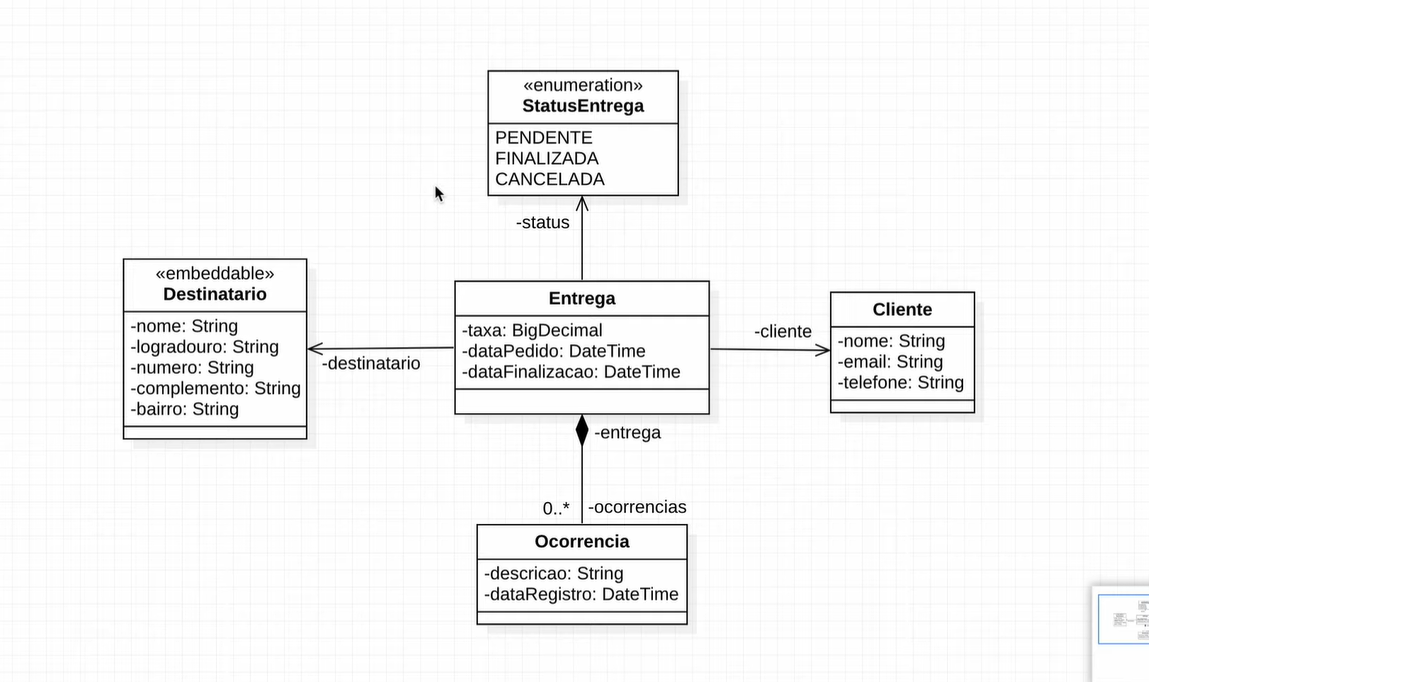 «enumeration»
StatusEntrega
PENDENTE
FINALIZADA
CANCELADA
-status
«embeddable»
Destinatario
-nome: String
-logradouro: String
-numero: String
-complemento: String
-bairro: String
-destinatario
Entrega
-taxa: BigDecimal
-dataPedido: DateTime
-dataFinalizacao: DateTime
-cliente
Cliente
-nome: String
-email: String
-telefone: String
-entrega
0..*
-ocorrencias
Ocorrencia
-descricao: String
-dataRegistro: DateTime